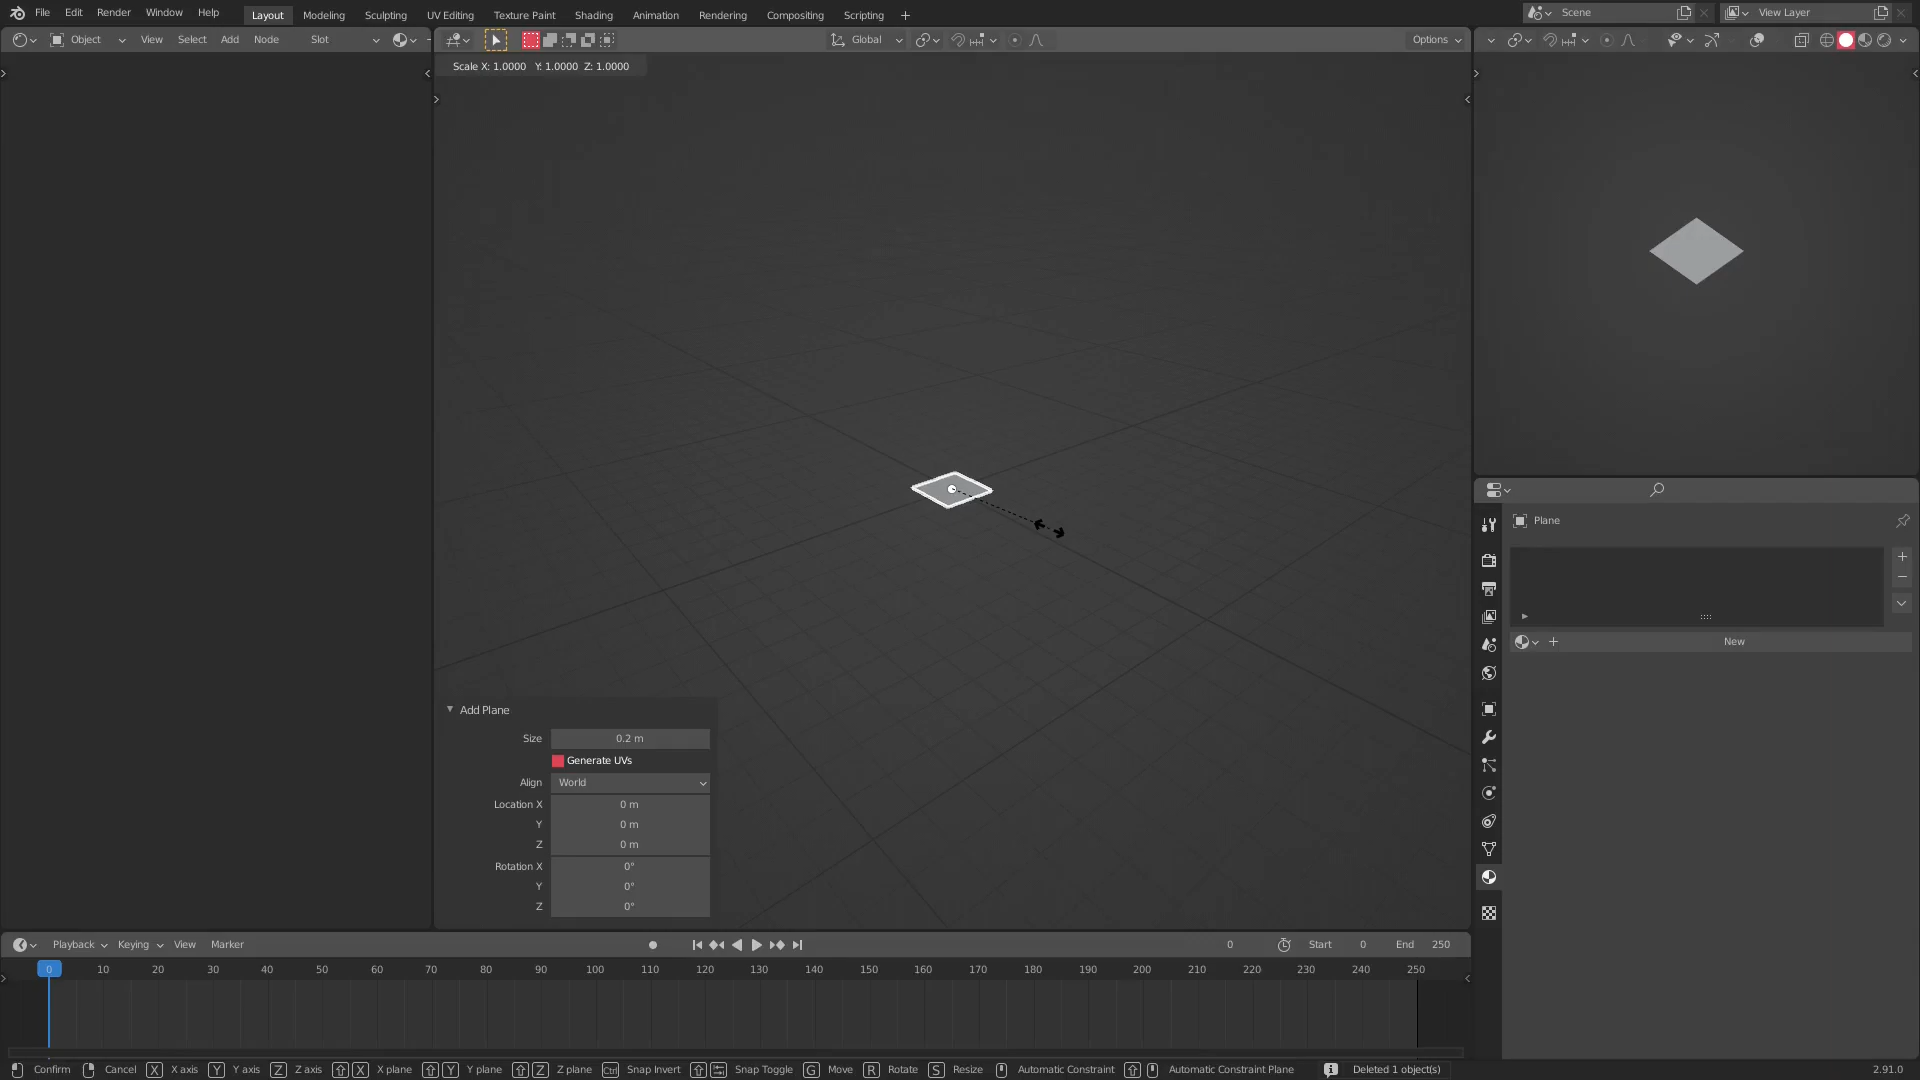 File Edit Render Window Help Layout Modeling Sculpting UV Editing Texture Paint Shading Animation Rendering Compositing Scripting + Scene View Layer
Object View Select Add Node Slot Global Options
Scale X: 1.0000 Y: 1.0000 Z: 1.0000
Plane
New
Add Plane
Size 0.2 m
Generate UVs
Align World
Location X 0 m
Y 0 m
Z 0 m
Rotation X 0°
Y 0°
Z 0°
Playback Keying View Marker 0 Start 0 End 250
0 10 20 30 40 50 60 70 80 90 100 110 120 130 140 150 160 170 180 190 200 210 220 230 240 250
Confirm Cancel X X axis Y Y axis Z Z axis X X plane Y Y plane Z Z plane Ctrl Snap Invert Snap Toggle G Move R Rotate S Resize Automatic Constraint Automatic Constraint Plane Deleted 1 object(s) 2.91.0